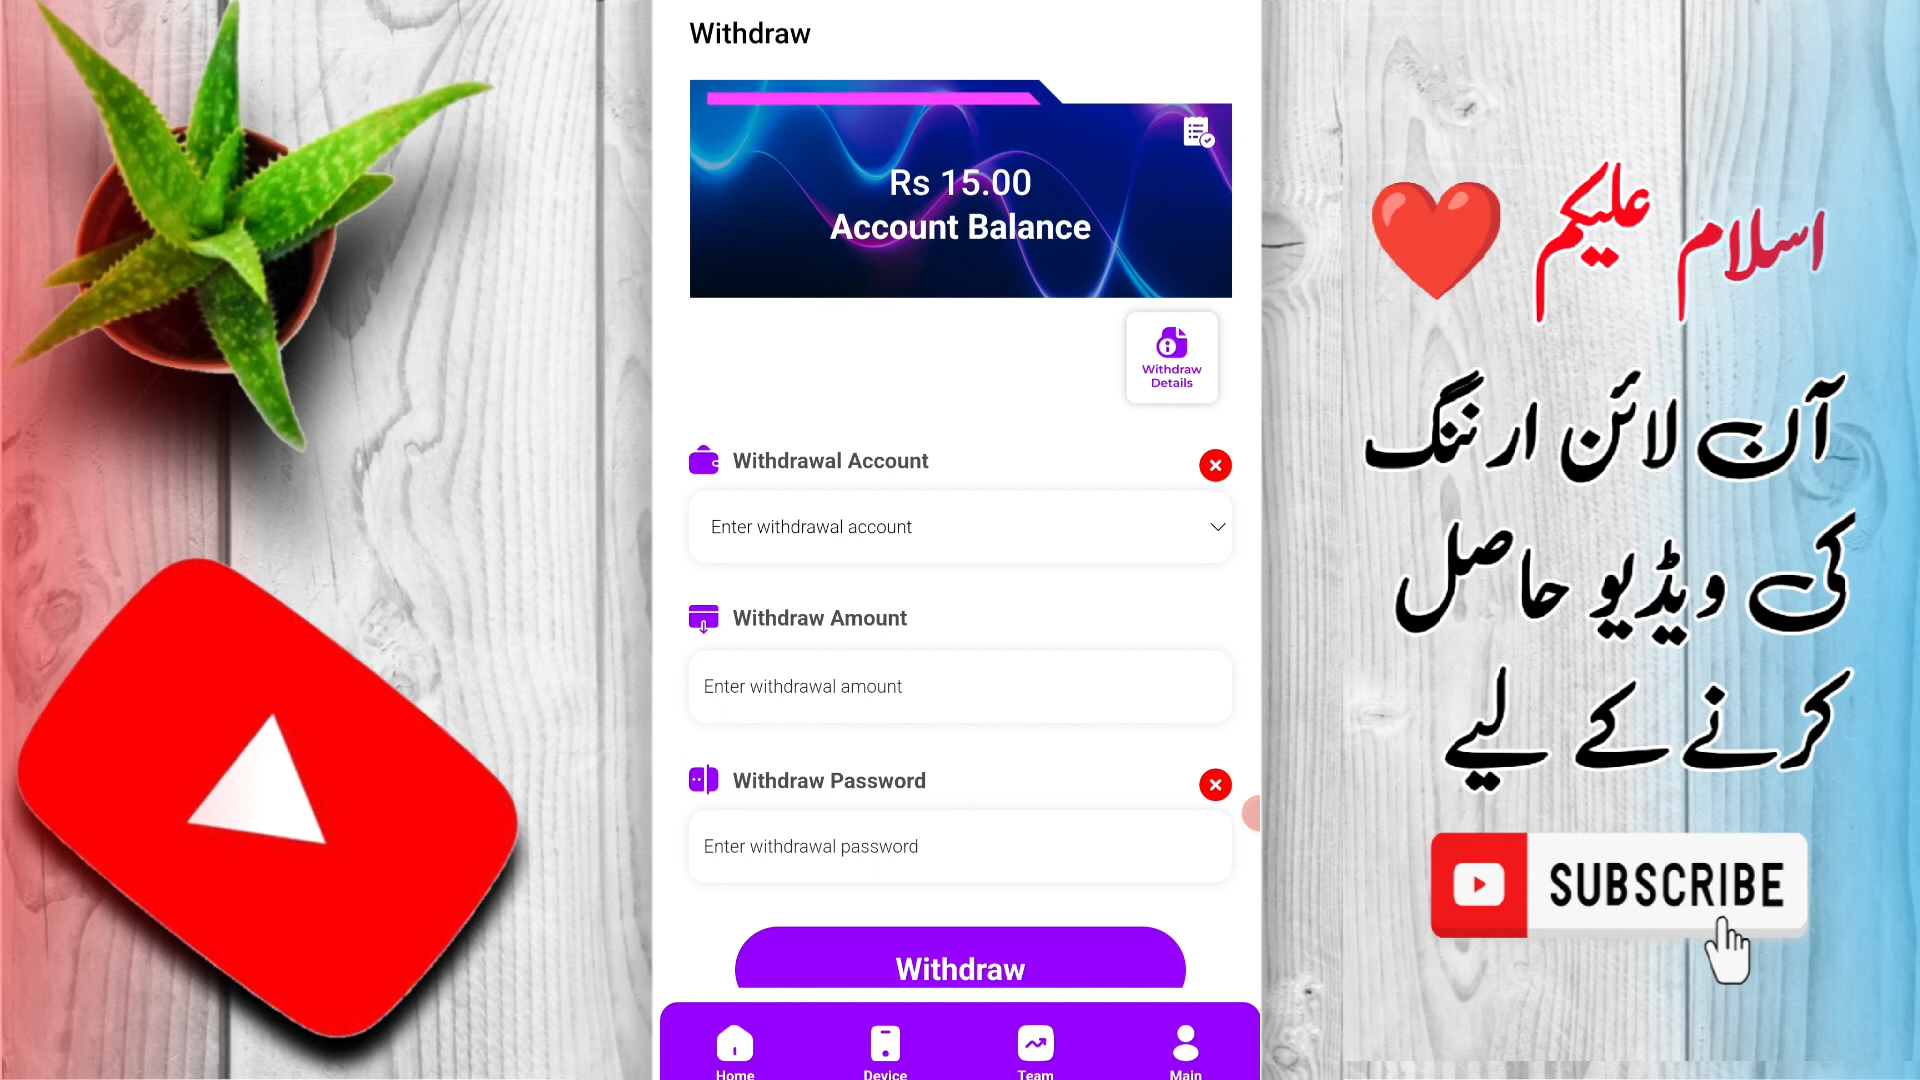 Withdraw
Rs 15.00
Account Balance
Withdraw
Details
Withdrawal Account
Enter withdrawal account
Withdraw Amount
Enter withdrawal amount
Withdraw Password
Enter withdrawal password
Withdraw
Home Device Team Main
اسلام علیکم
آن لائن ارننگ
کی ویڈیو حاصل
کرنے کے لیے
SUBSCRIBE